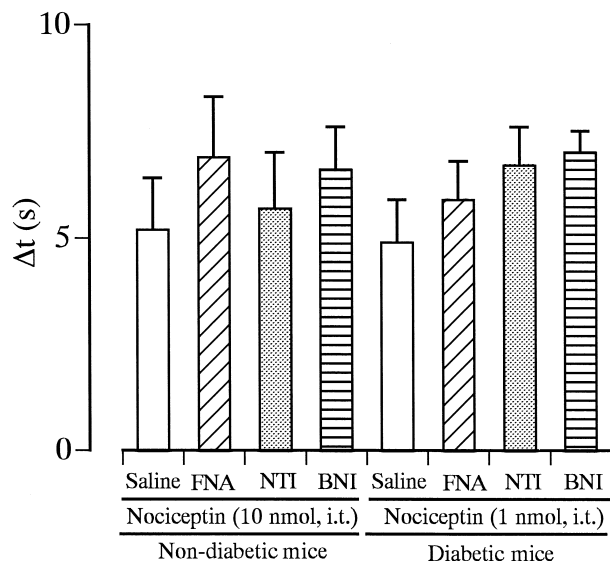 10
Δt (s)
5
0
Saline FNA NTI BNI Saline FNA NTI BNI
Nociceptin (10 nmol, i.t.) Nociceptin (1 nmol, i.t.)
Non-diabetic mice Diabetic mice